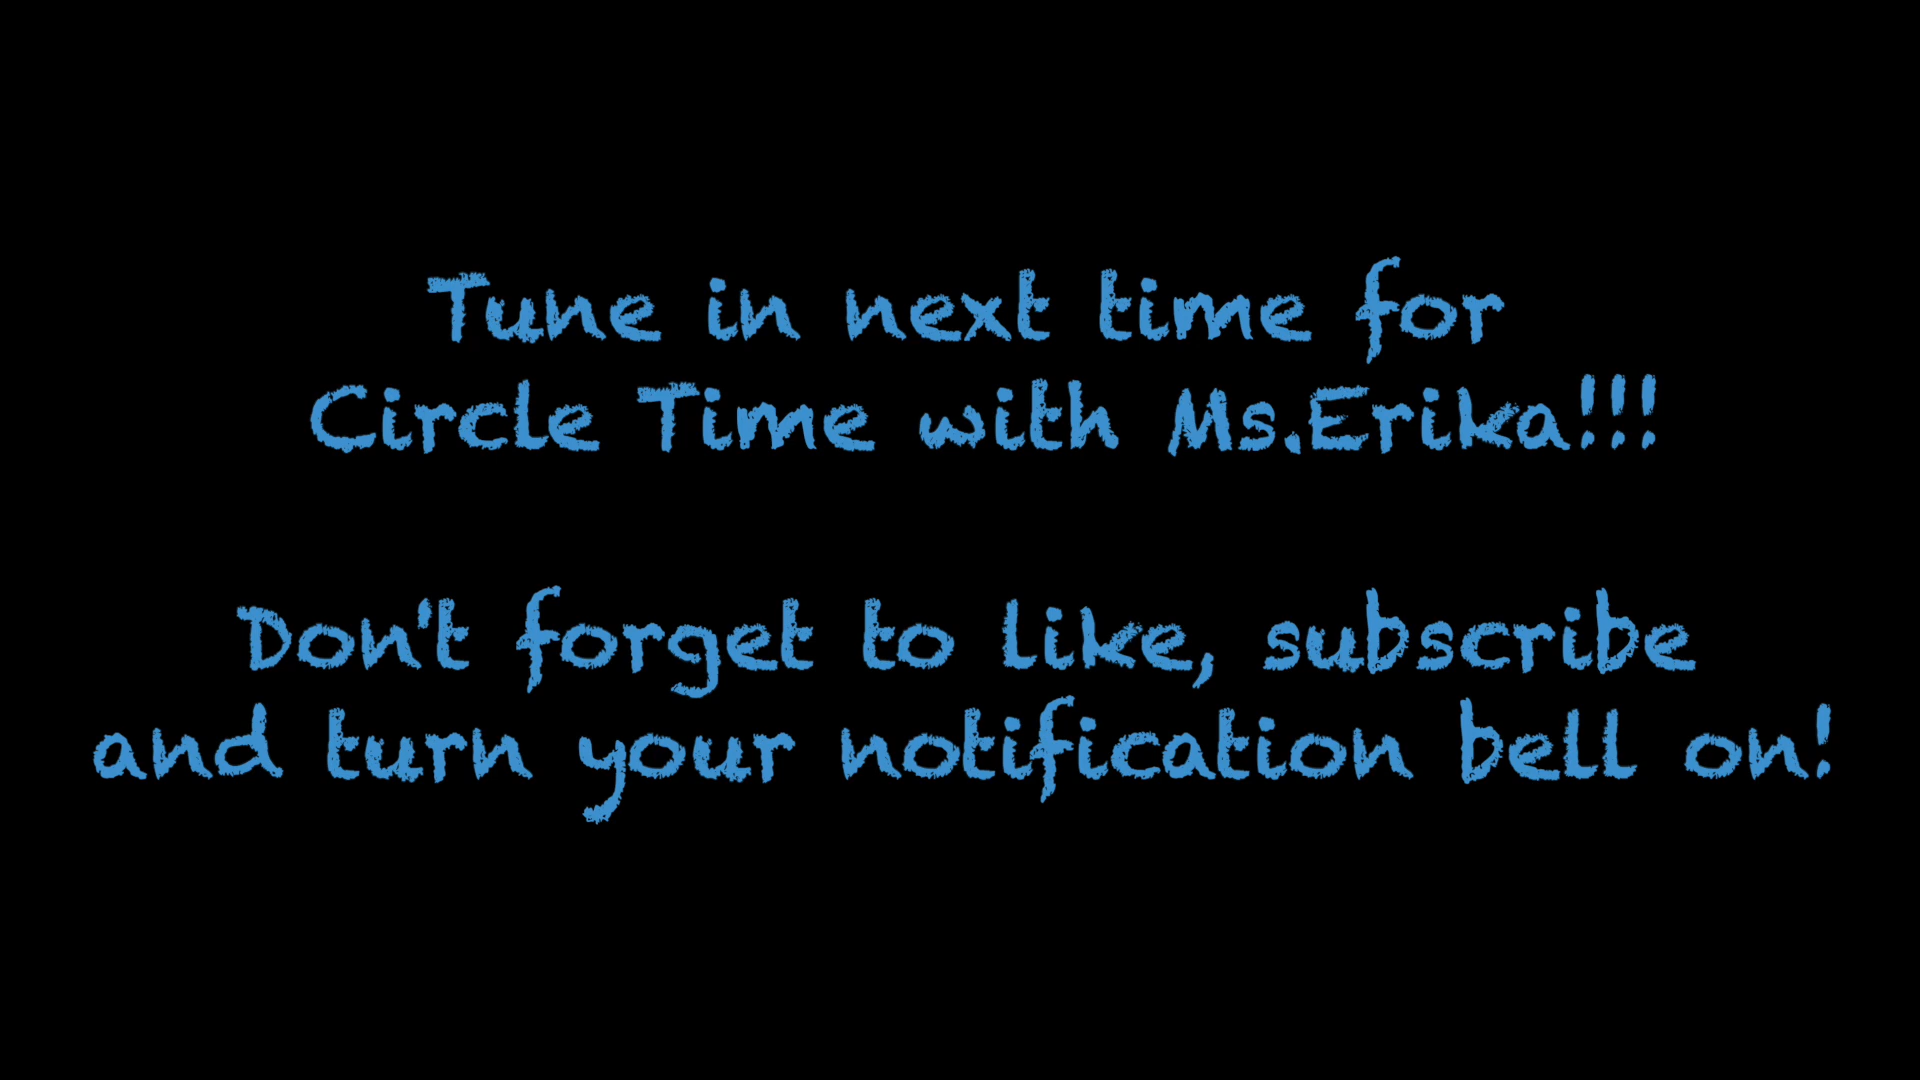 Tune in next time for
Circle Time with Ms.Erika!!!
Don't forget to like, subscribe
and turn your notification bell on!